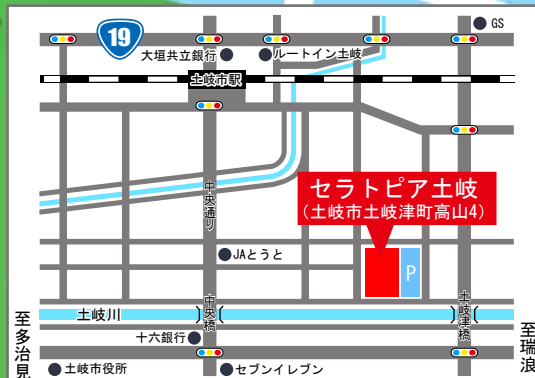 GS
19
大垣共立銀行
ルートイン土岐
土岐市駅
セラトピア土岐
(土岐市土岐津町高山4)
中央通り
JAとうと
P
至多治見
土岐川
中央橋
土岐津橋
至瑞浪
十六銀行
土岐市役所
セブンイレブン